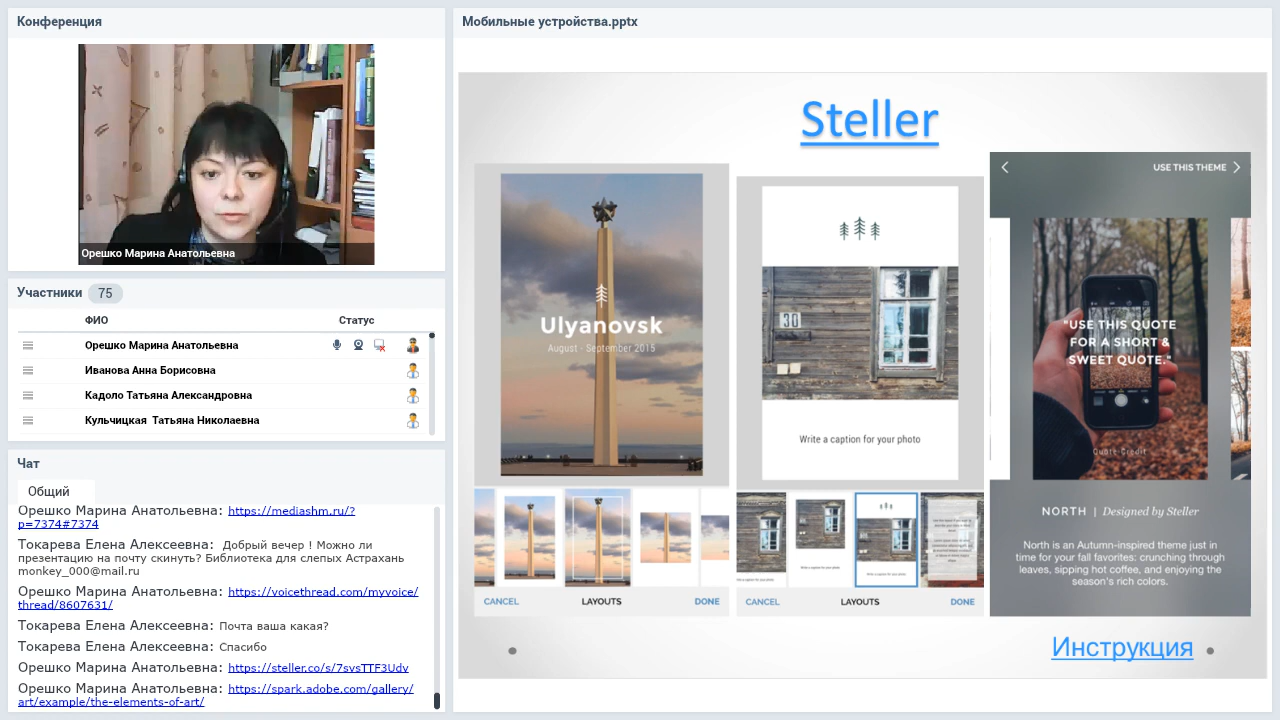 Конференция
Орешко Марина Анатольевна
Участники 75
ФИО Статус
Орешко Марина Анатольевна
Иванова Анна Борисовна
Кадоло Татьяна Александровна
Кульчицкая Татьяна Николаевна
Чат
Общий
Орешко Марина Анатольевна: https://mediashm.ru/?
p=7374#7374
Токарева Елена Алексеевна: Добрый вечер ! Можно ли
презентацию на почту скинуть? Библиотека для слепых Астрахань
monkey_000@mail.ru
Орешко Марина Анатольевна: https://voicethread.com/myvoice/
thread/8607631/
Токарева Елена Алексеевна: Почта ваша какая?
Токарева Елена Алексеевна: Спасибо
Орешко Марина Анатольевна: https://steller.co/s/7svsTTF3Udv
Орешко Марина Анатольевна: https://spark.adobe.com/gallery/
art/example/the-elements-of-art/
Мобильные устройства.pptx
Steller
Ulyanovsk
August - September 2015
CANCEL LAYOUTS DONE
30
Write a caption for your photo
CANCEL LAYOUTS DONE
USE THIS THEME
"USE THIS QUOTE
FOR A SHORT &
SWEET QUOTE."
Quote Credit
NORTH | Designed by Steller
North is an Autumn-inspired theme just in
time for your fall favorites: crunching through
leaves, sipping hot coffee, and enjoying the
season's rich colors.
Инструкция